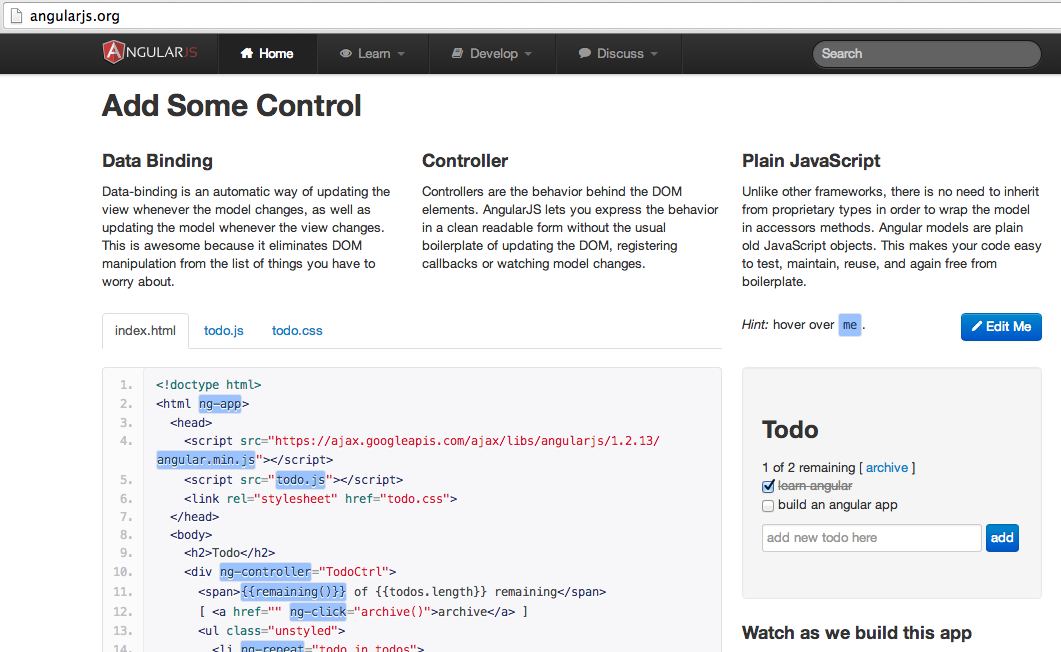 angularjs.org
ANGULARJS
Home
Learn
Develop
Discuss
Search
Add Some Control
Data Binding
Data-binding is an automatic way of updating the
view whenever the model changes, as well as
updating the model whenever the view changes.
This is awesome because it eliminates DOM
manipulation from the list of things you have to
worry about.
Controller
Controllers are the behavior behind the DOM
elements. AngularJS lets you express the behavior
in a clean readable form without the usual
boilerplate of updating the DOM, registering
callbacks or watching model changes.
Plain JavaScript
Unlike other frameworks, there is no need to inherit
from proprietary types in order to wrap the model
in accessors methods. Angular models are plain
old JavaScript objects. This makes your code easy
to test, maintain, reuse, and again free from
boilerplate.
index.html
todo.js
todo.css
Hint: hover over me .
Edit Me
1. <!doctype html>
2. <html ng-app>
3. <head>
4. <script src="https://ajax.googleapis.com/ajax/libs/angularjs/1.2.13/
angular.min.js"></script>
5. <script src="todo.js"></script>
6. <link rel="stylesheet" href="todo.css">
7. </head>
8. <body>
9. <h2>Todo</h2>
10. <div ng-controller="TodoCtrl">
11. <span>{{remaining()}} of {{todos.length}} remaining</span>
12. [ <a href="" ng-click="archive()">archive</a> ]
13. <ul class="unstyled">
14. <li ng-repeat="todo in todos">
Todo
1 of 2 remaining [ archive ]
learn angular
build an angular app
add new todo here
add
Watch as we build this app